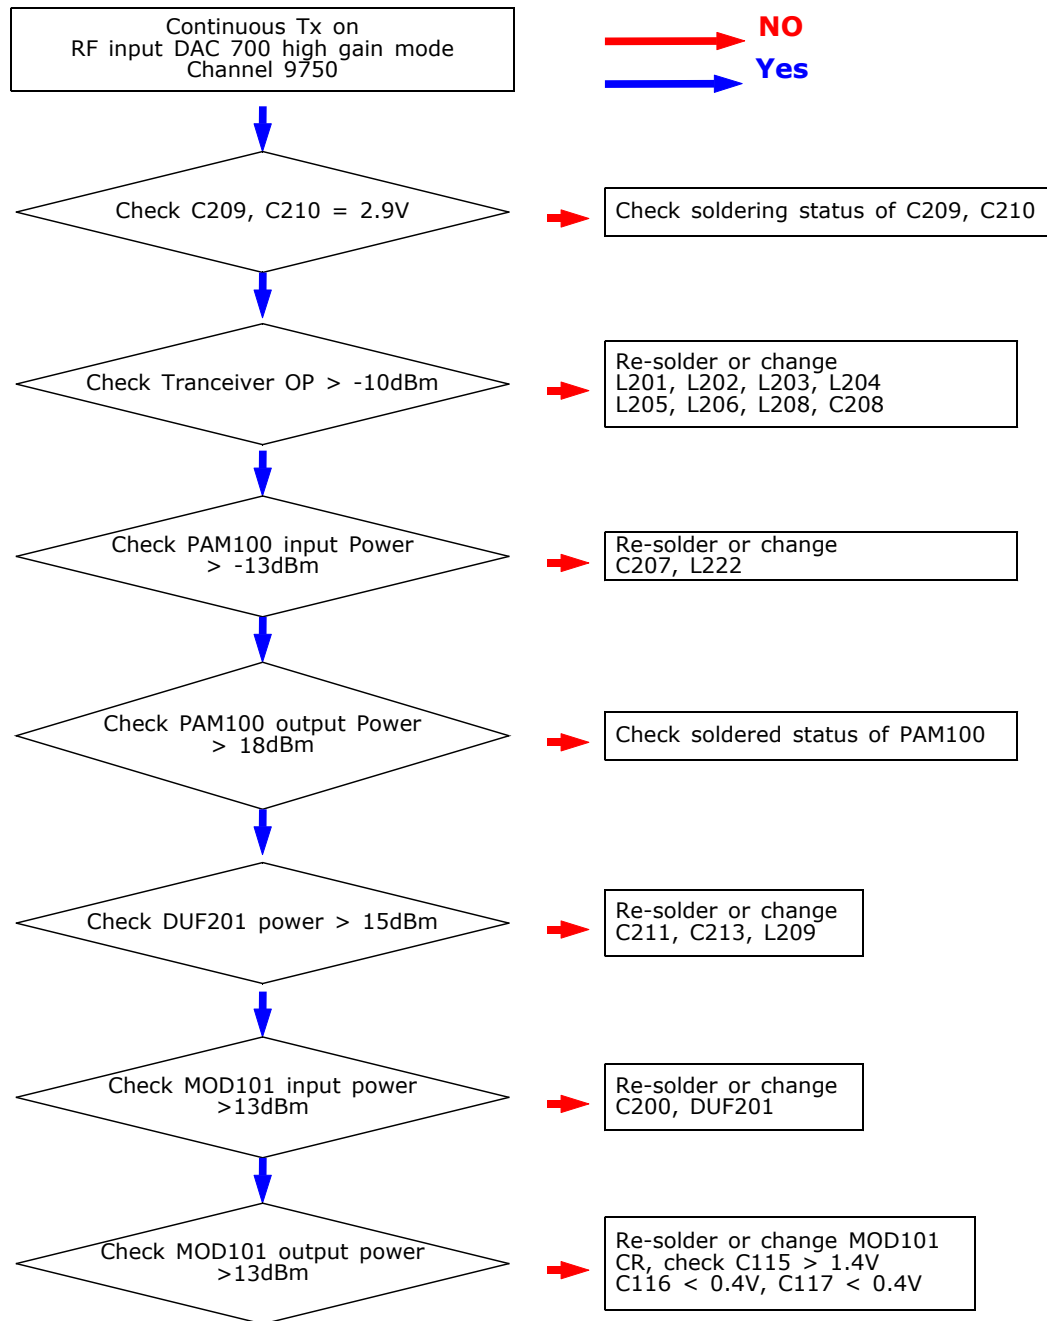 Continuous Tx on
RF input DAC 700 high gain mode
Channel 9750
NO
Yes
Check C209, C210 = 2.9V
Check soldering status of C209, C210
Check Tranceiver OP > -10dBm
Re-solder or change
L201, L202, L203, L204
L205, L206, L208, C208
Check PAM100 input Power
> -13dBm
Re-solder or change
C207, L222
Check PAM100 output Power
> 18dBm
Check soldered status of PAM100
Check DUF201 power > 15dBm
Re-solder or change
C211, C213, L209
Check MOD101 input power
>13dBm
Re-solder or change
C200, DUF201
Check MOD101 output power
>13dBm
Re-solder or change MOD101
CR, check C115 > 1.4V
C116 < 0.4V, C117 < 0.4V